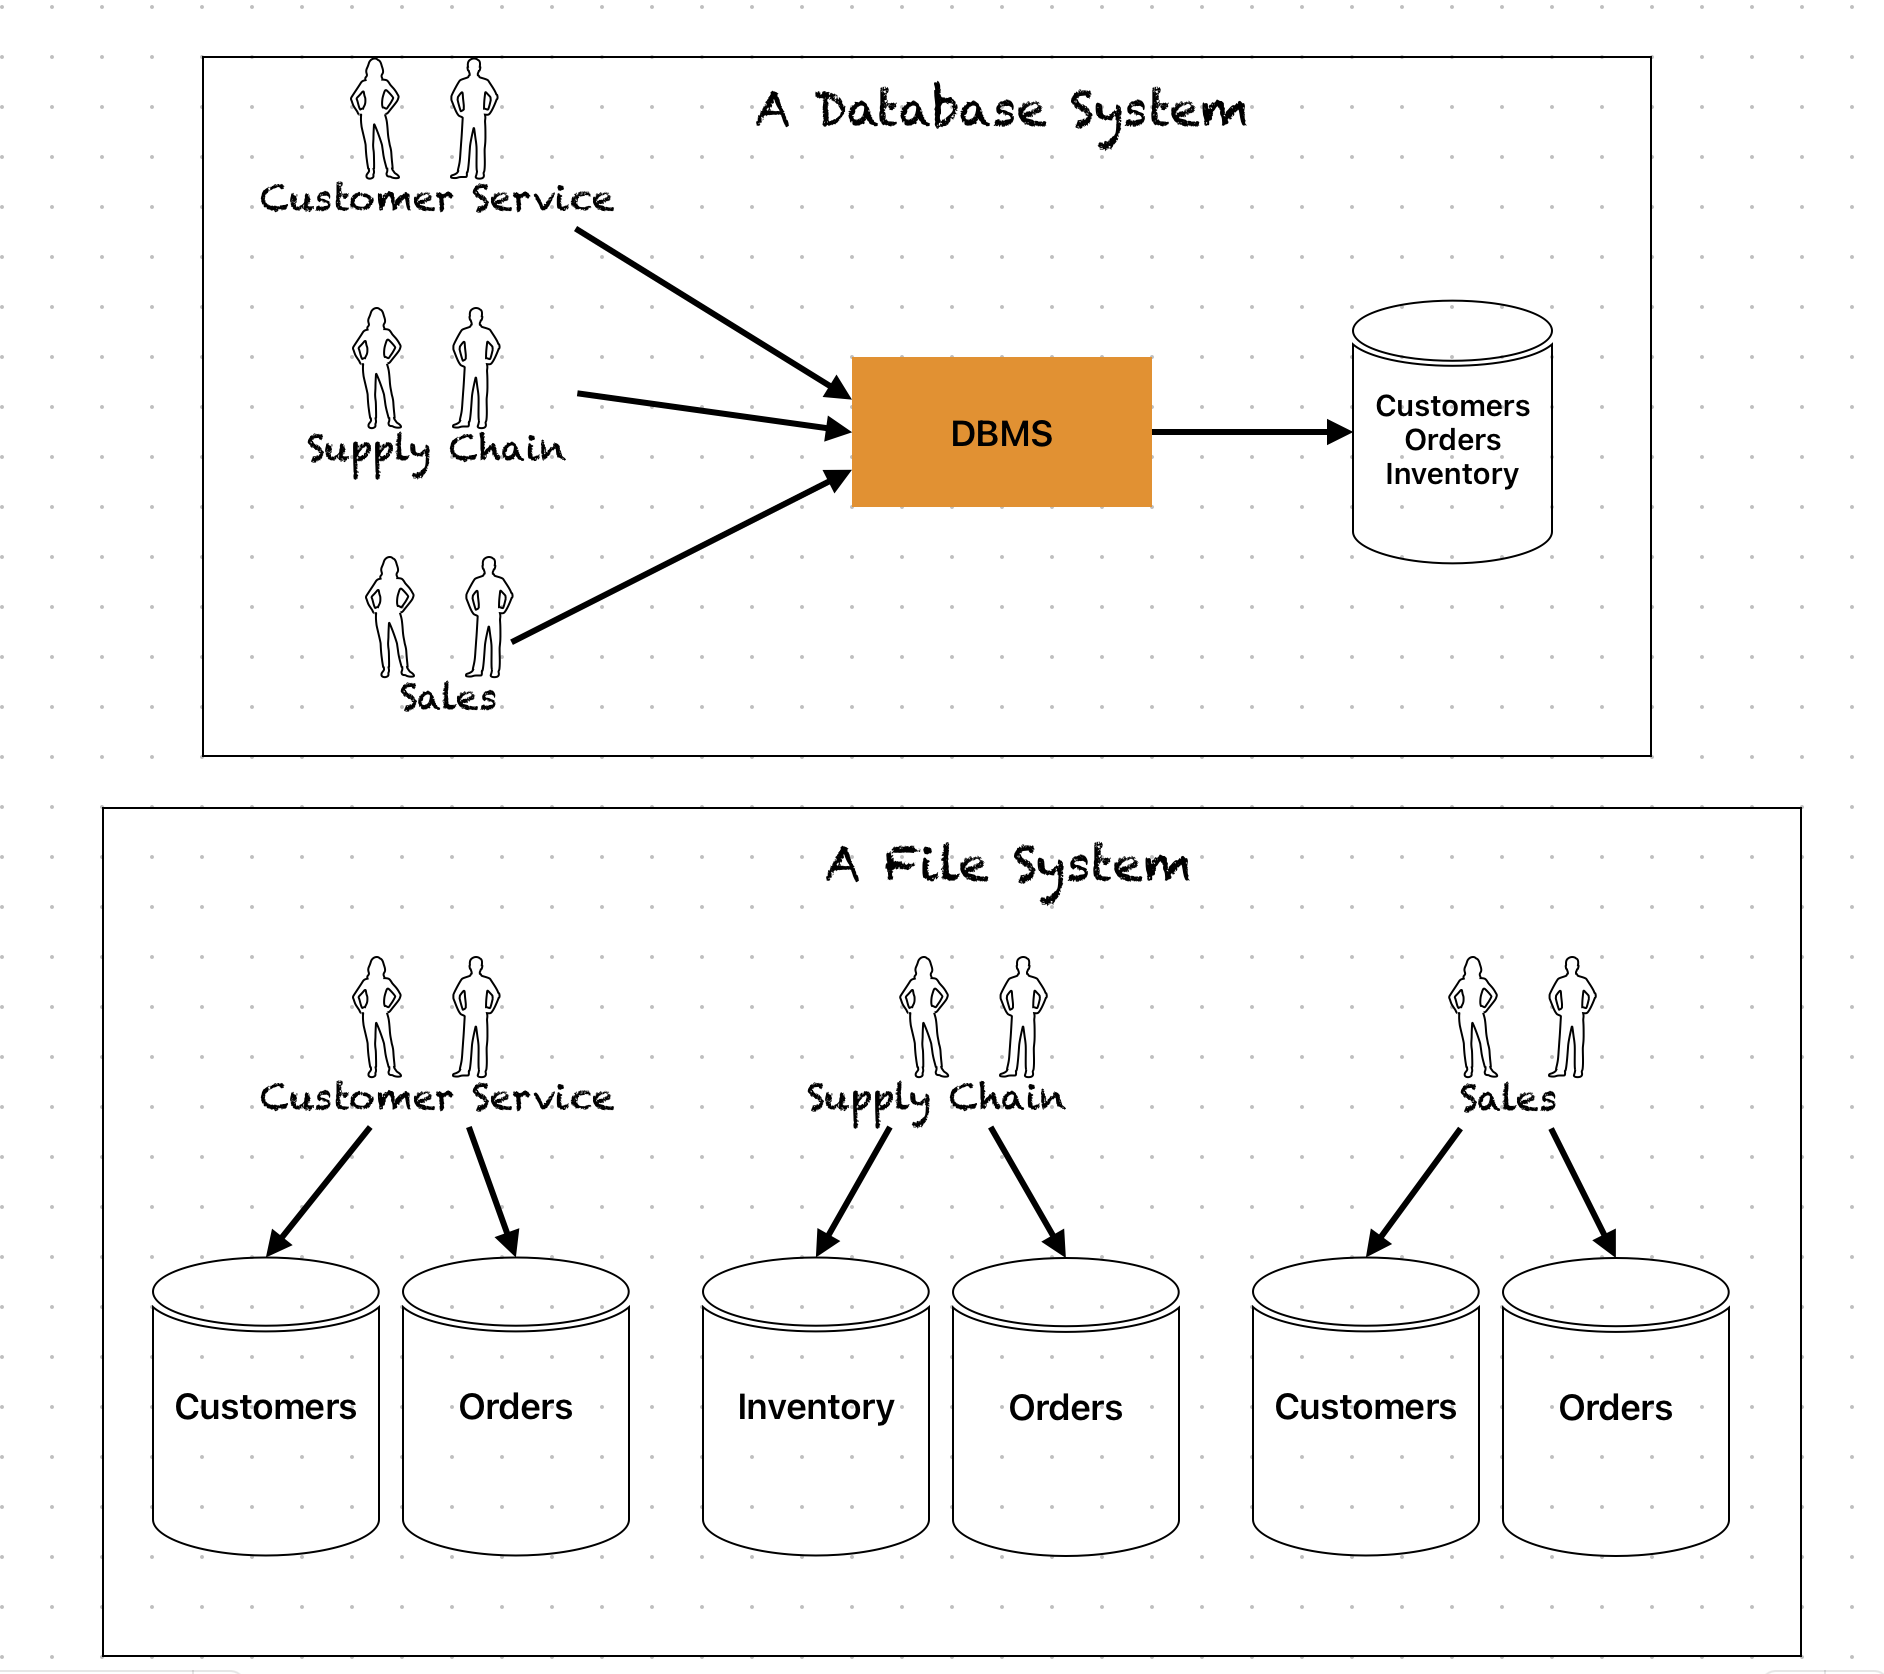 A Database System
Customer Service
Supply Chain
Sales
DBMS
Customers
Orders
Inventory
A File System
Customer Service
Supply Chain
Sales
Customers
Orders
Inventory
Orders
Customers
Orders